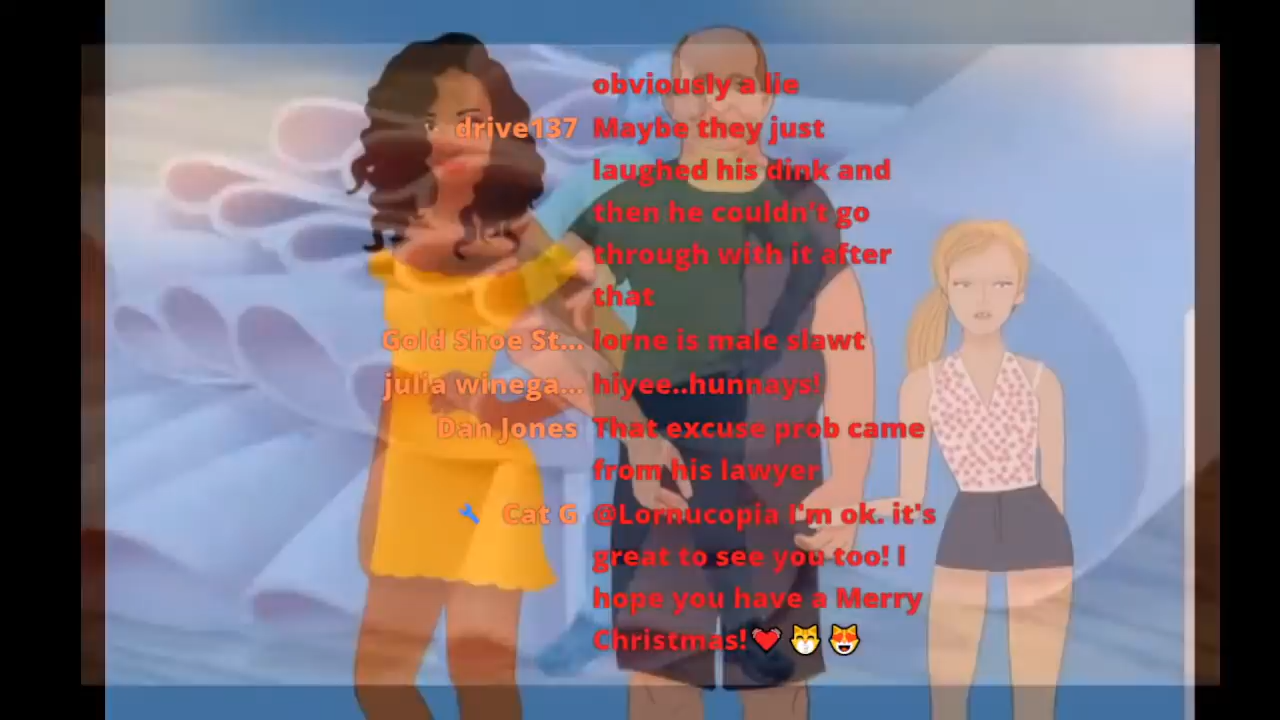 obviously a lie
drive137 Maybe they just
laughed his dink and
then he couldn't go
through with it after
that
Gold Shoe St... lorne is male slawt
julia winega... hiyee..hunnays!
Dan Jones That excuse prob came
from his lawyer
Cat G @Lornucopia I'm ok. it's
great to see you too! I
hope you have a Merry
Christmas!💓😸😻